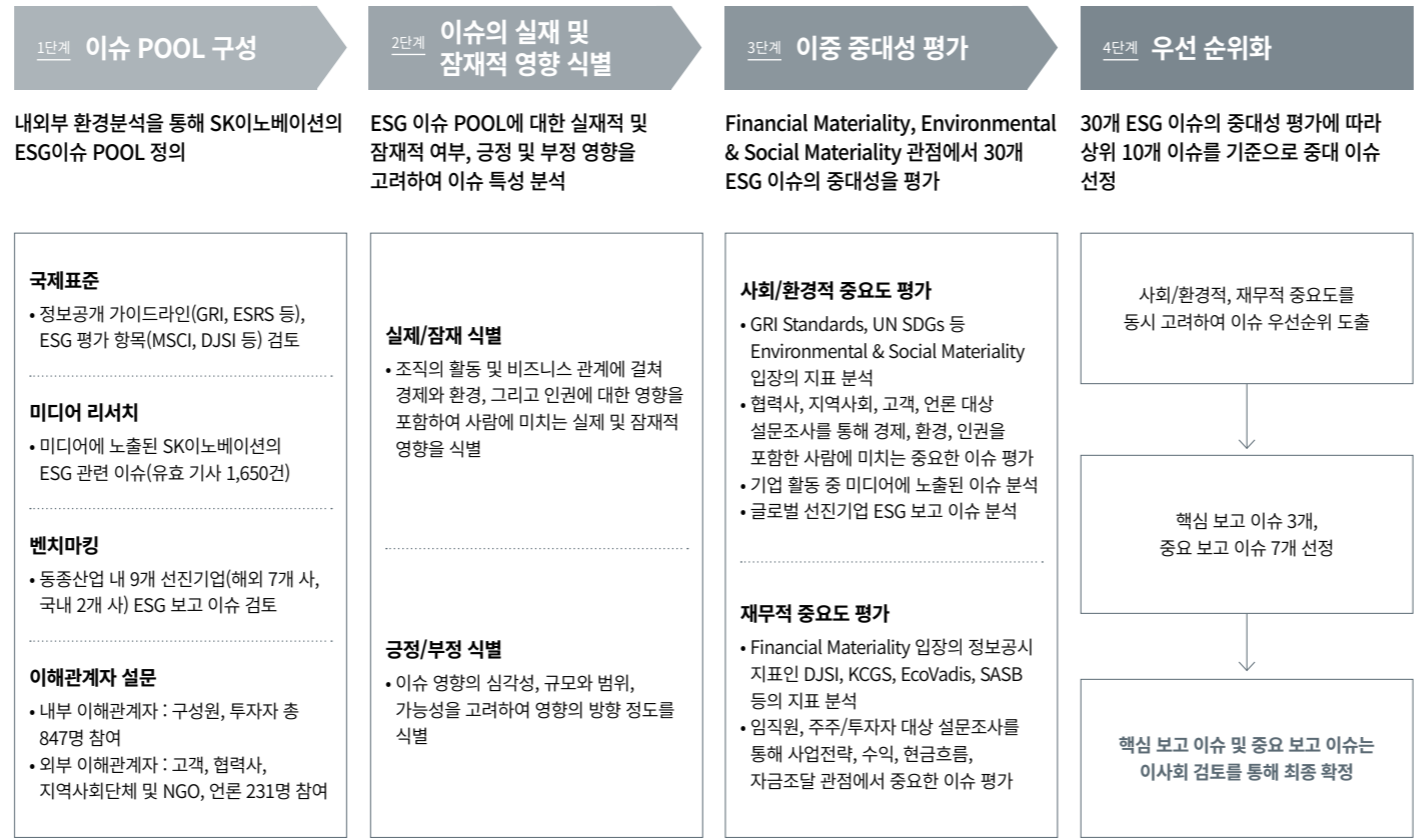 1단계 이슈 POOL 구성
내외부 환경분석을 통해 SK이노베이션의
ESG이슈 POOL 정의
국제표준
• 정보공개 가이드라인(GRI, ESRS 등),
ESG 평가 항목(MSCI, DJSI 등) 검토
미디어 리서치
• 미디어에 노출된 SK이노베이션의
ESG 관련 이슈(유효 기사 1,650건)
벤치마킹
• 동종산업 내 9개 선진기업(해외 7개 사,
국내 2개 사) ESG 보고 이슈 검토
이해관계자 설문
• 내부 이해관계자 : 구성원, 투자자 총
847명 참여
• 외부 이해관계자 : 고객, 협력사,
지역사회단체 및 NGO, 언론 231명 참여
2단계 이슈의 실재 및
잠재적 영향 식별
ESG 이슈 POOL에 대한 실재적 및
잠재적 여부, 긍정 및 부정 영향을
고려하여 이슈 특성 분석
실제/잠재 식별
• 조직의 활동 및 비즈니스 관계에 걸쳐
경제와 환경, 그리고 인권에 대한 영향을
포함하여 사람에 미치는 실제 및 잠재적
영향을 식별
긍정/부정 식별
• 이슈 영향의 심각성, 규모와 범위,
가능성을 고려하여 영향의 방향 정도를
식별
3단계 이중 중대성 평가
Financial Materiality, Environmental
& Social Materiality 관점에서 30개
ESG 이슈의 중대성을 평가
사회/환경적 중요도 평가
• GRI Standards, UN SDGs 등
Environmental & Social Materiality
입장의 지표 분석
• 협력사, 지역사회, 고객, 언론 대상
설문조사를 통해 경제, 환경, 인권을
포함한 사람에 미치는 중요한 이슈 평가
• 기업 활동 중 미디어에 노출된 이슈 분석
• 글로벌 선진기업 ESG 보고 이슈 분석
재무적 중요도 평가
• Financial Materiality 입장의 정보공시
지표인 DJSI, KCGS, EcoVadis, SASB
등의 지표 분석
• 임직원, 주주/투자자 대상 설문조사를
통해 사업전략, 수익, 현금흐름,
자금조달 관점에서 중요한 이슈 평가
4단계 우선 순위화
30개 ESG 이슈의 중대성 평가에 따라
상위 10개 이슈를 기준으로 중대 이슈
선정
사회/환경적, 재무적 중요도를
동시 고려하여 이슈 우선순위 도출
핵심 보고 이슈 3개,
중요 보고 이슈 7개 선정
핵심 보고 이슈 및 중요 보고 이슈는
이사회 검토를 통해 최종 확정